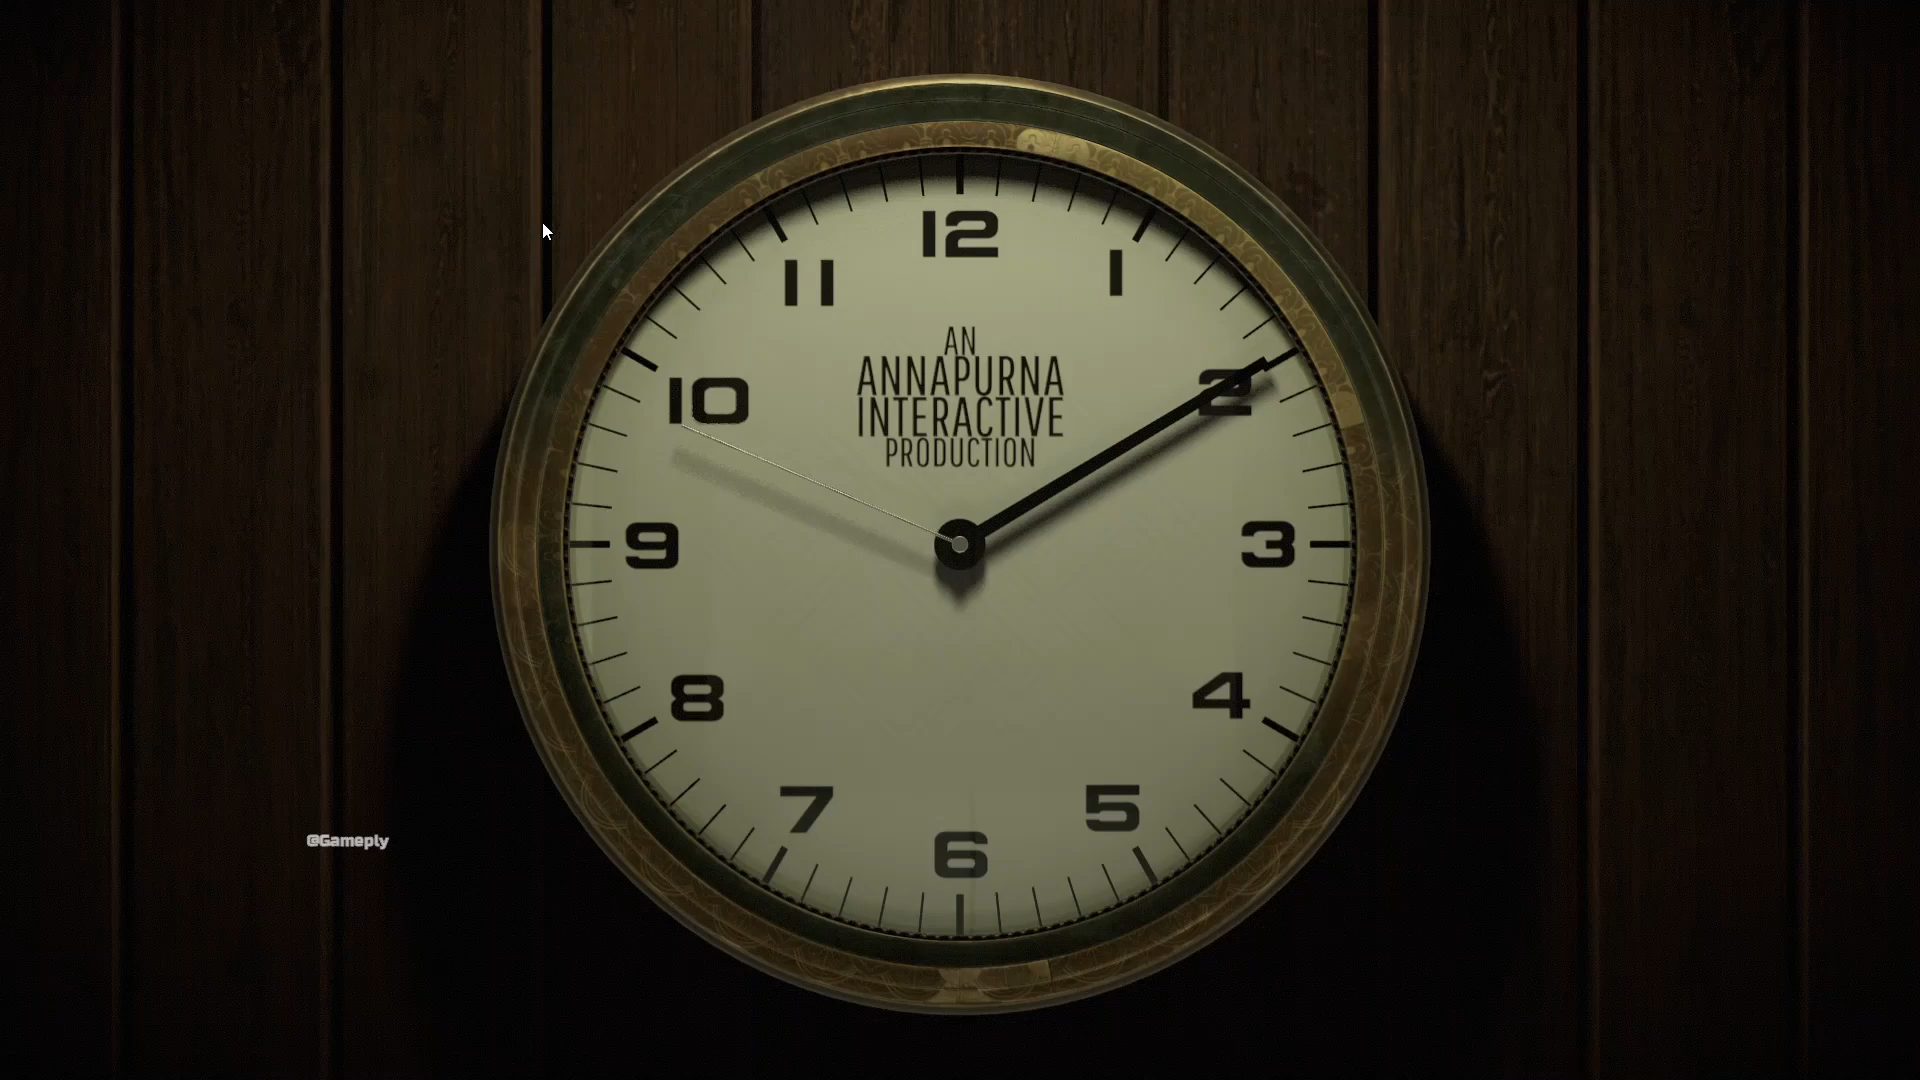 12
11
1
10
2
AN
ANNAPURNA
INTERACTIVE
PRODUCTION
9
3
8
4
7
5
6
@Gameply